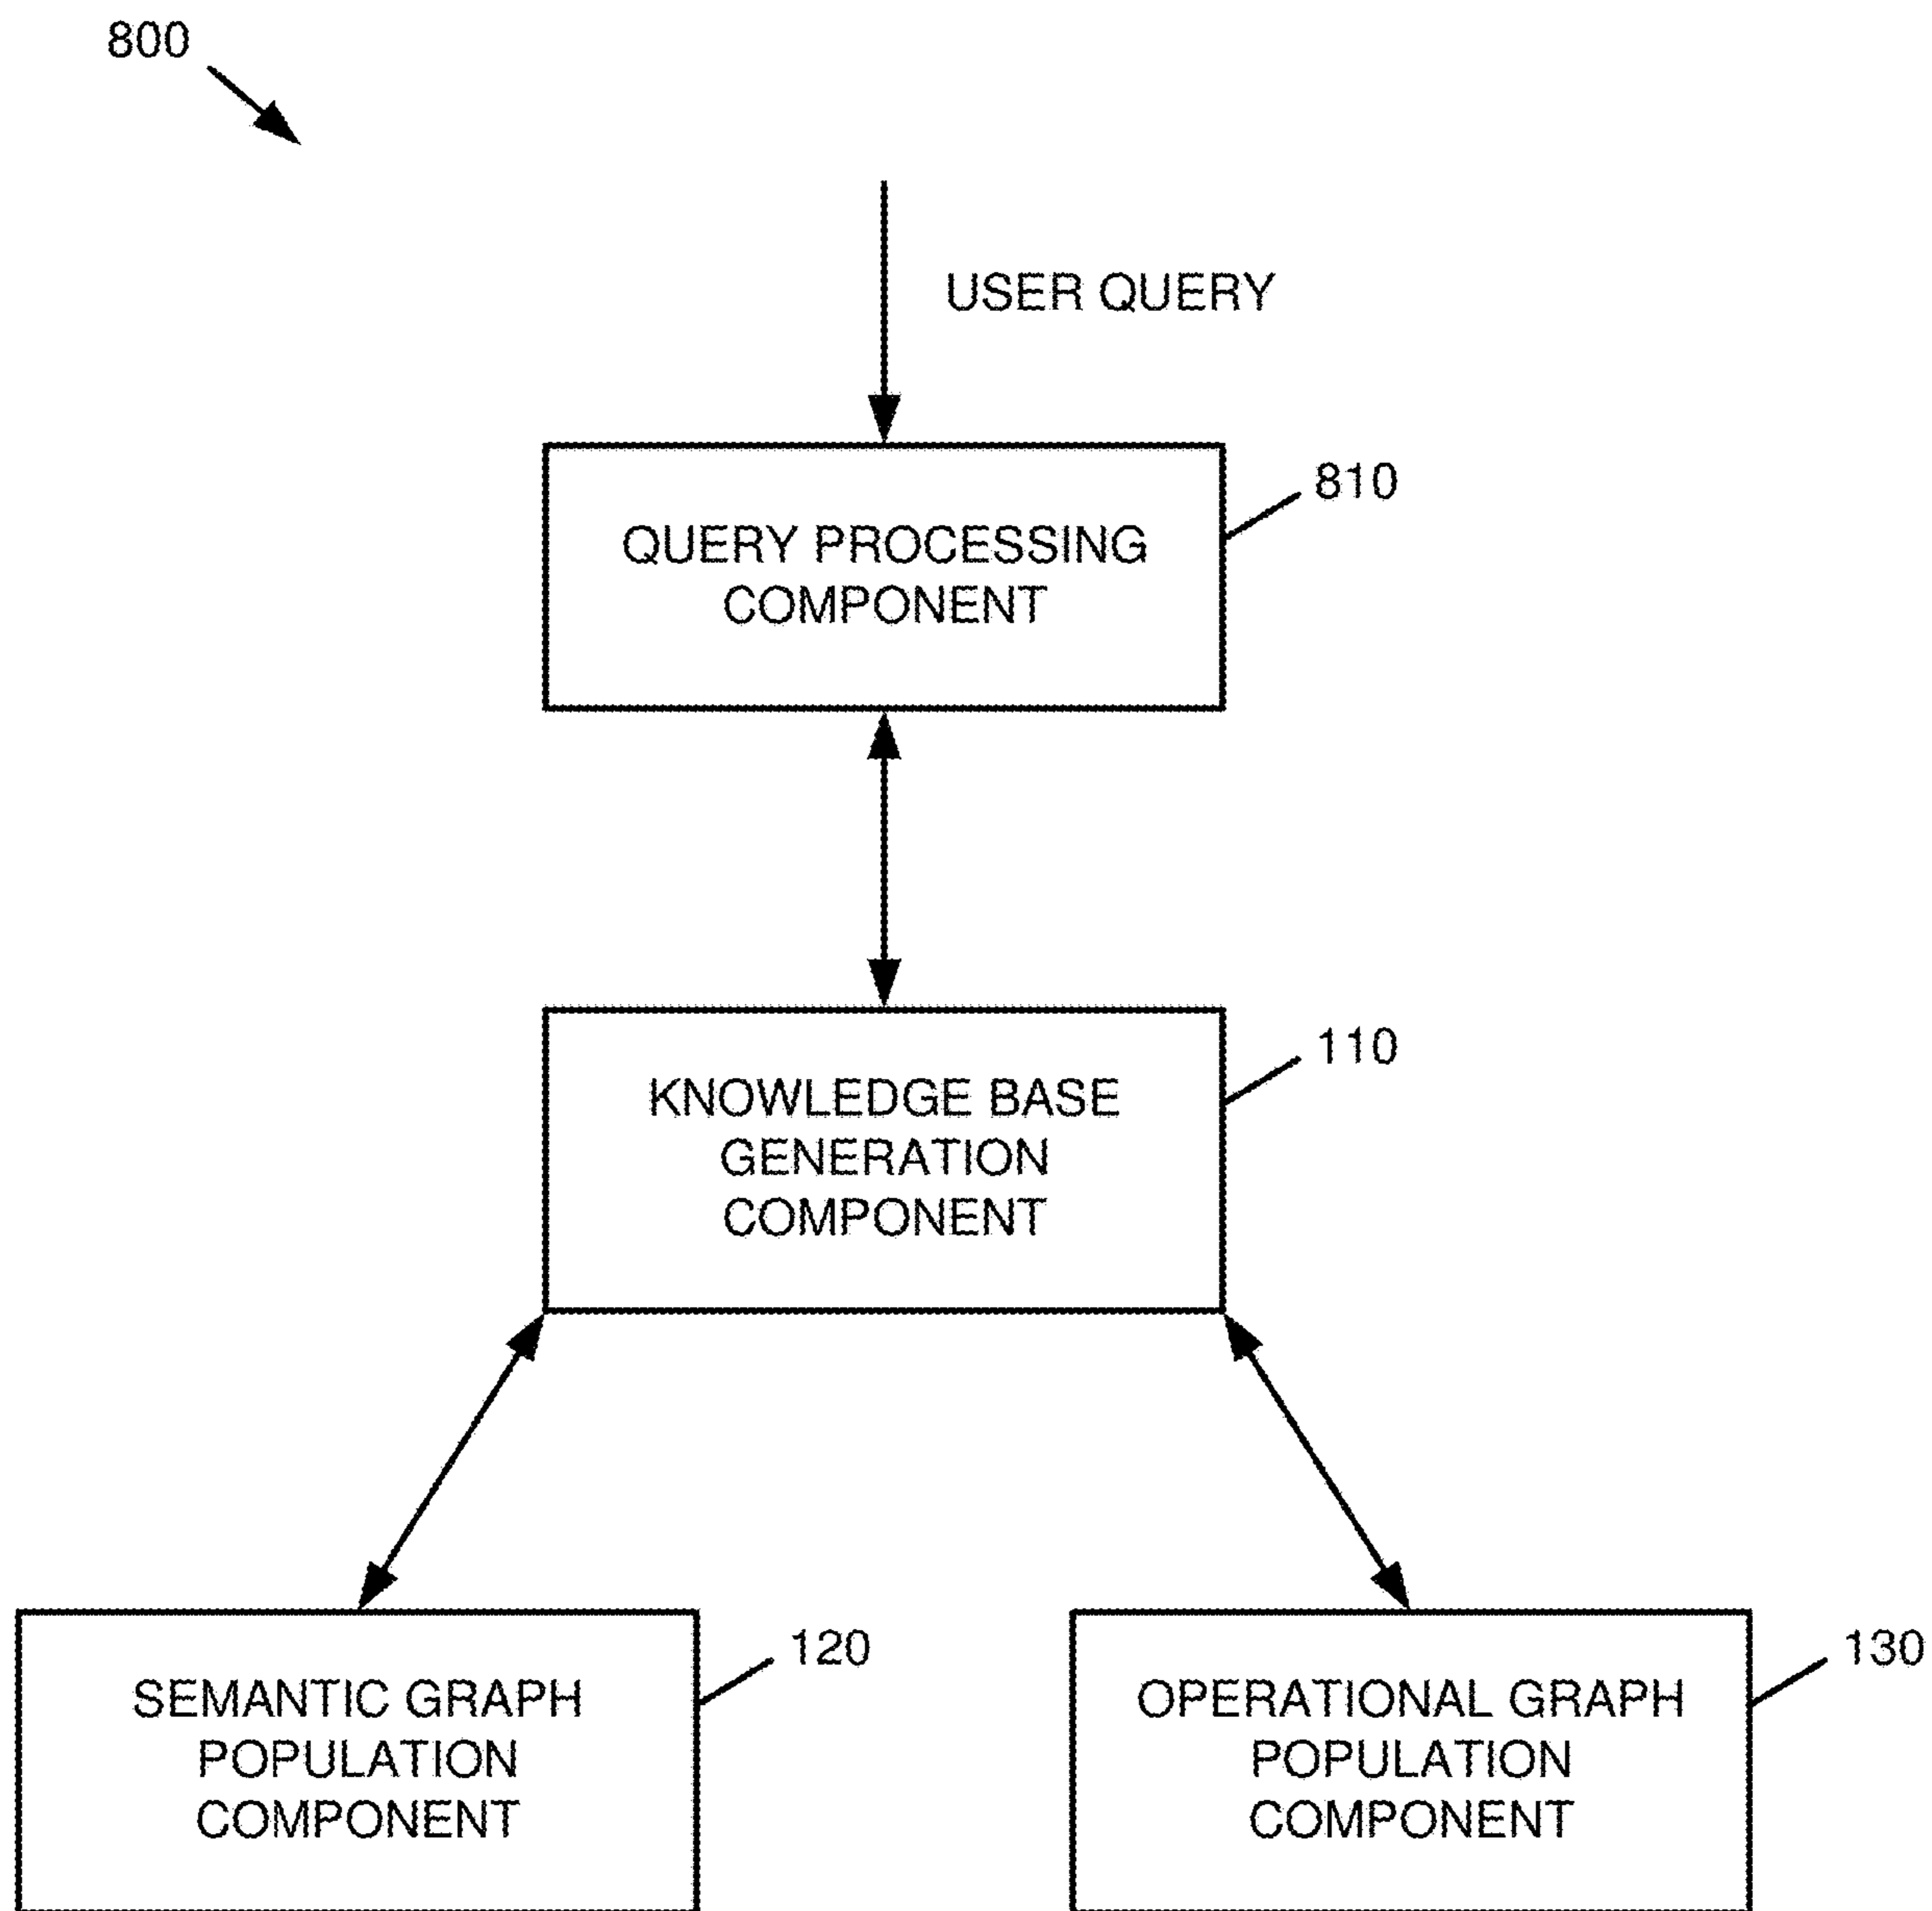 800
USER QUERY
810
QUERY PROCESSING
COMPONENT
110
KNOWLEDGE BASE
GENERATION
COMPONENT
120
SEMANTIC GRAPH
POPULATION
COMPONENT
130
OPERATIONAL GRAPH
POPULATION
COMPONENT